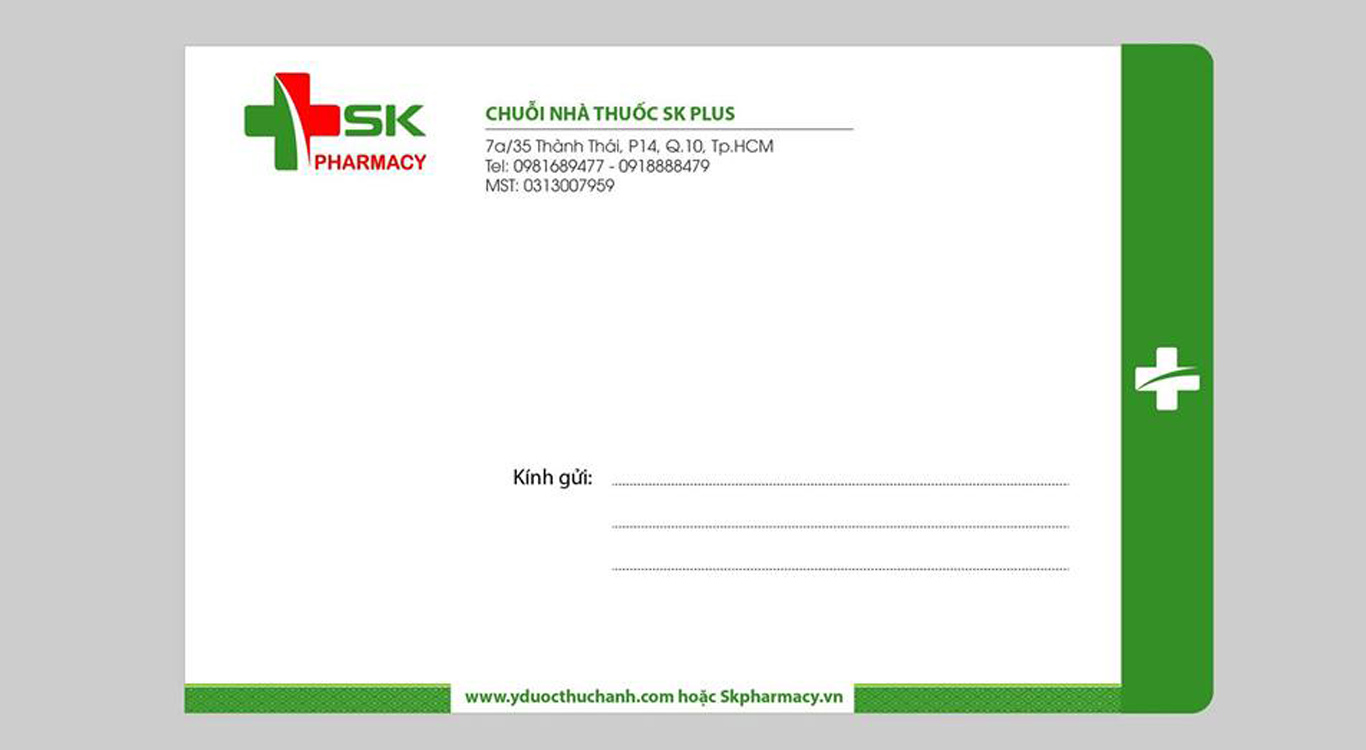 SK
PHARMACY
CHUỖI NHÀ THUỐC SK PLUS
7a/35 Thành Thái, P14, Q.10, Tp.HCM
Tel: 0981689477 - 0918888479
MST: 0313007959
Kính gửi:
www.yduocthuchanh.com hoặc Skpharmacy.vn